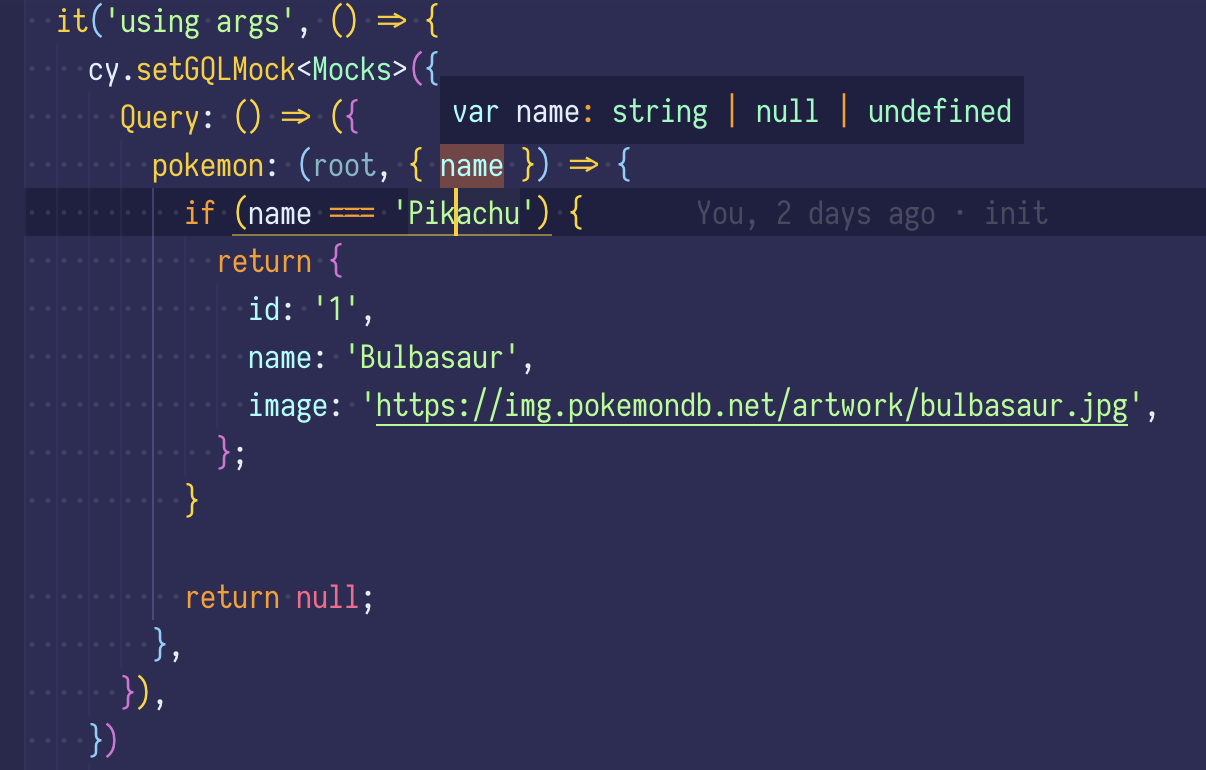 it('using args', () => {
cy.setGQLMock<Mocks>({
var name: string | null | undefined
Query: () => ({
pokemon: (root, { name }) => {
if (name === 'Pikachu') { You, 2 days ago · init
return {
id: '1',
name: 'Bulbasaur',
image: 'https://img.pokemondb.net/artwork/bulbasaur.jpg',
};
}
return null;
},
}),
})